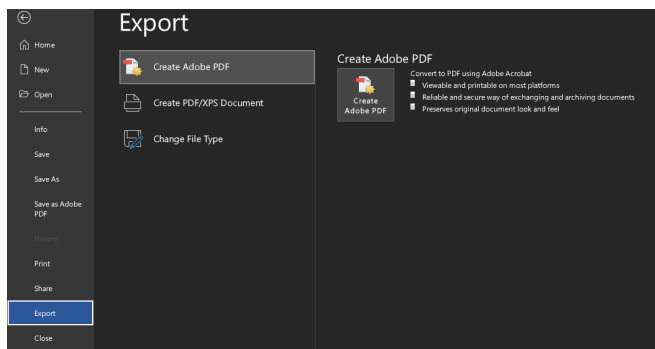 Export
Home
New
Open
Info
Save
Save As
Save as Adobe
PDF
History
Print
Share
Export
Close
Create Adobe PDF
Create PDF/XPS Document
Change File Type
Create Adobe PDF
Create
Adobe PDF
Convert to PDF using Adobe Acrobat
Viewable and printable on most platforms
Reliable and secure way of exchanging and archiving documents
Preserves original document look and feel